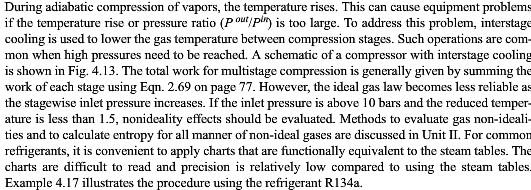 During adiabatic compression of vapors, the temperature rises. This can cause equipment problems
if the temperature rise or pressure ratio (P out/Pin) is too large. To address this problem, interstage
cooling is used to lower the gas temperature between compression stages. Such operations are com-
mon when high pressures need to be reached. A schematic of a compressor with interstage cooling
is shown in Fig. 4.13. The total work for multistage compression is generally given by summing the
work of each stage using Eqn. 2.69 on page 77. However, the ideal gas law becomes less reliable as
the stagewise inlet pressure increases. If the inlet pressure is above 10 bars and the reduced temper-
ature is less than 1.5, nonideality effects should be evaluated. Methods to evaluate gas non-ideali-
ties and to calculate entropy for all manner of non-ideal gases are discussed in Unit II. For common
refrigerants, it is convenient to apply charts that are functionally equivalent to the steam tables. The
charts are difficult to read and precision is relatively low compared to using the steam tables.
Example 4.17 illustrates the procedure using the refrigerant R134a.